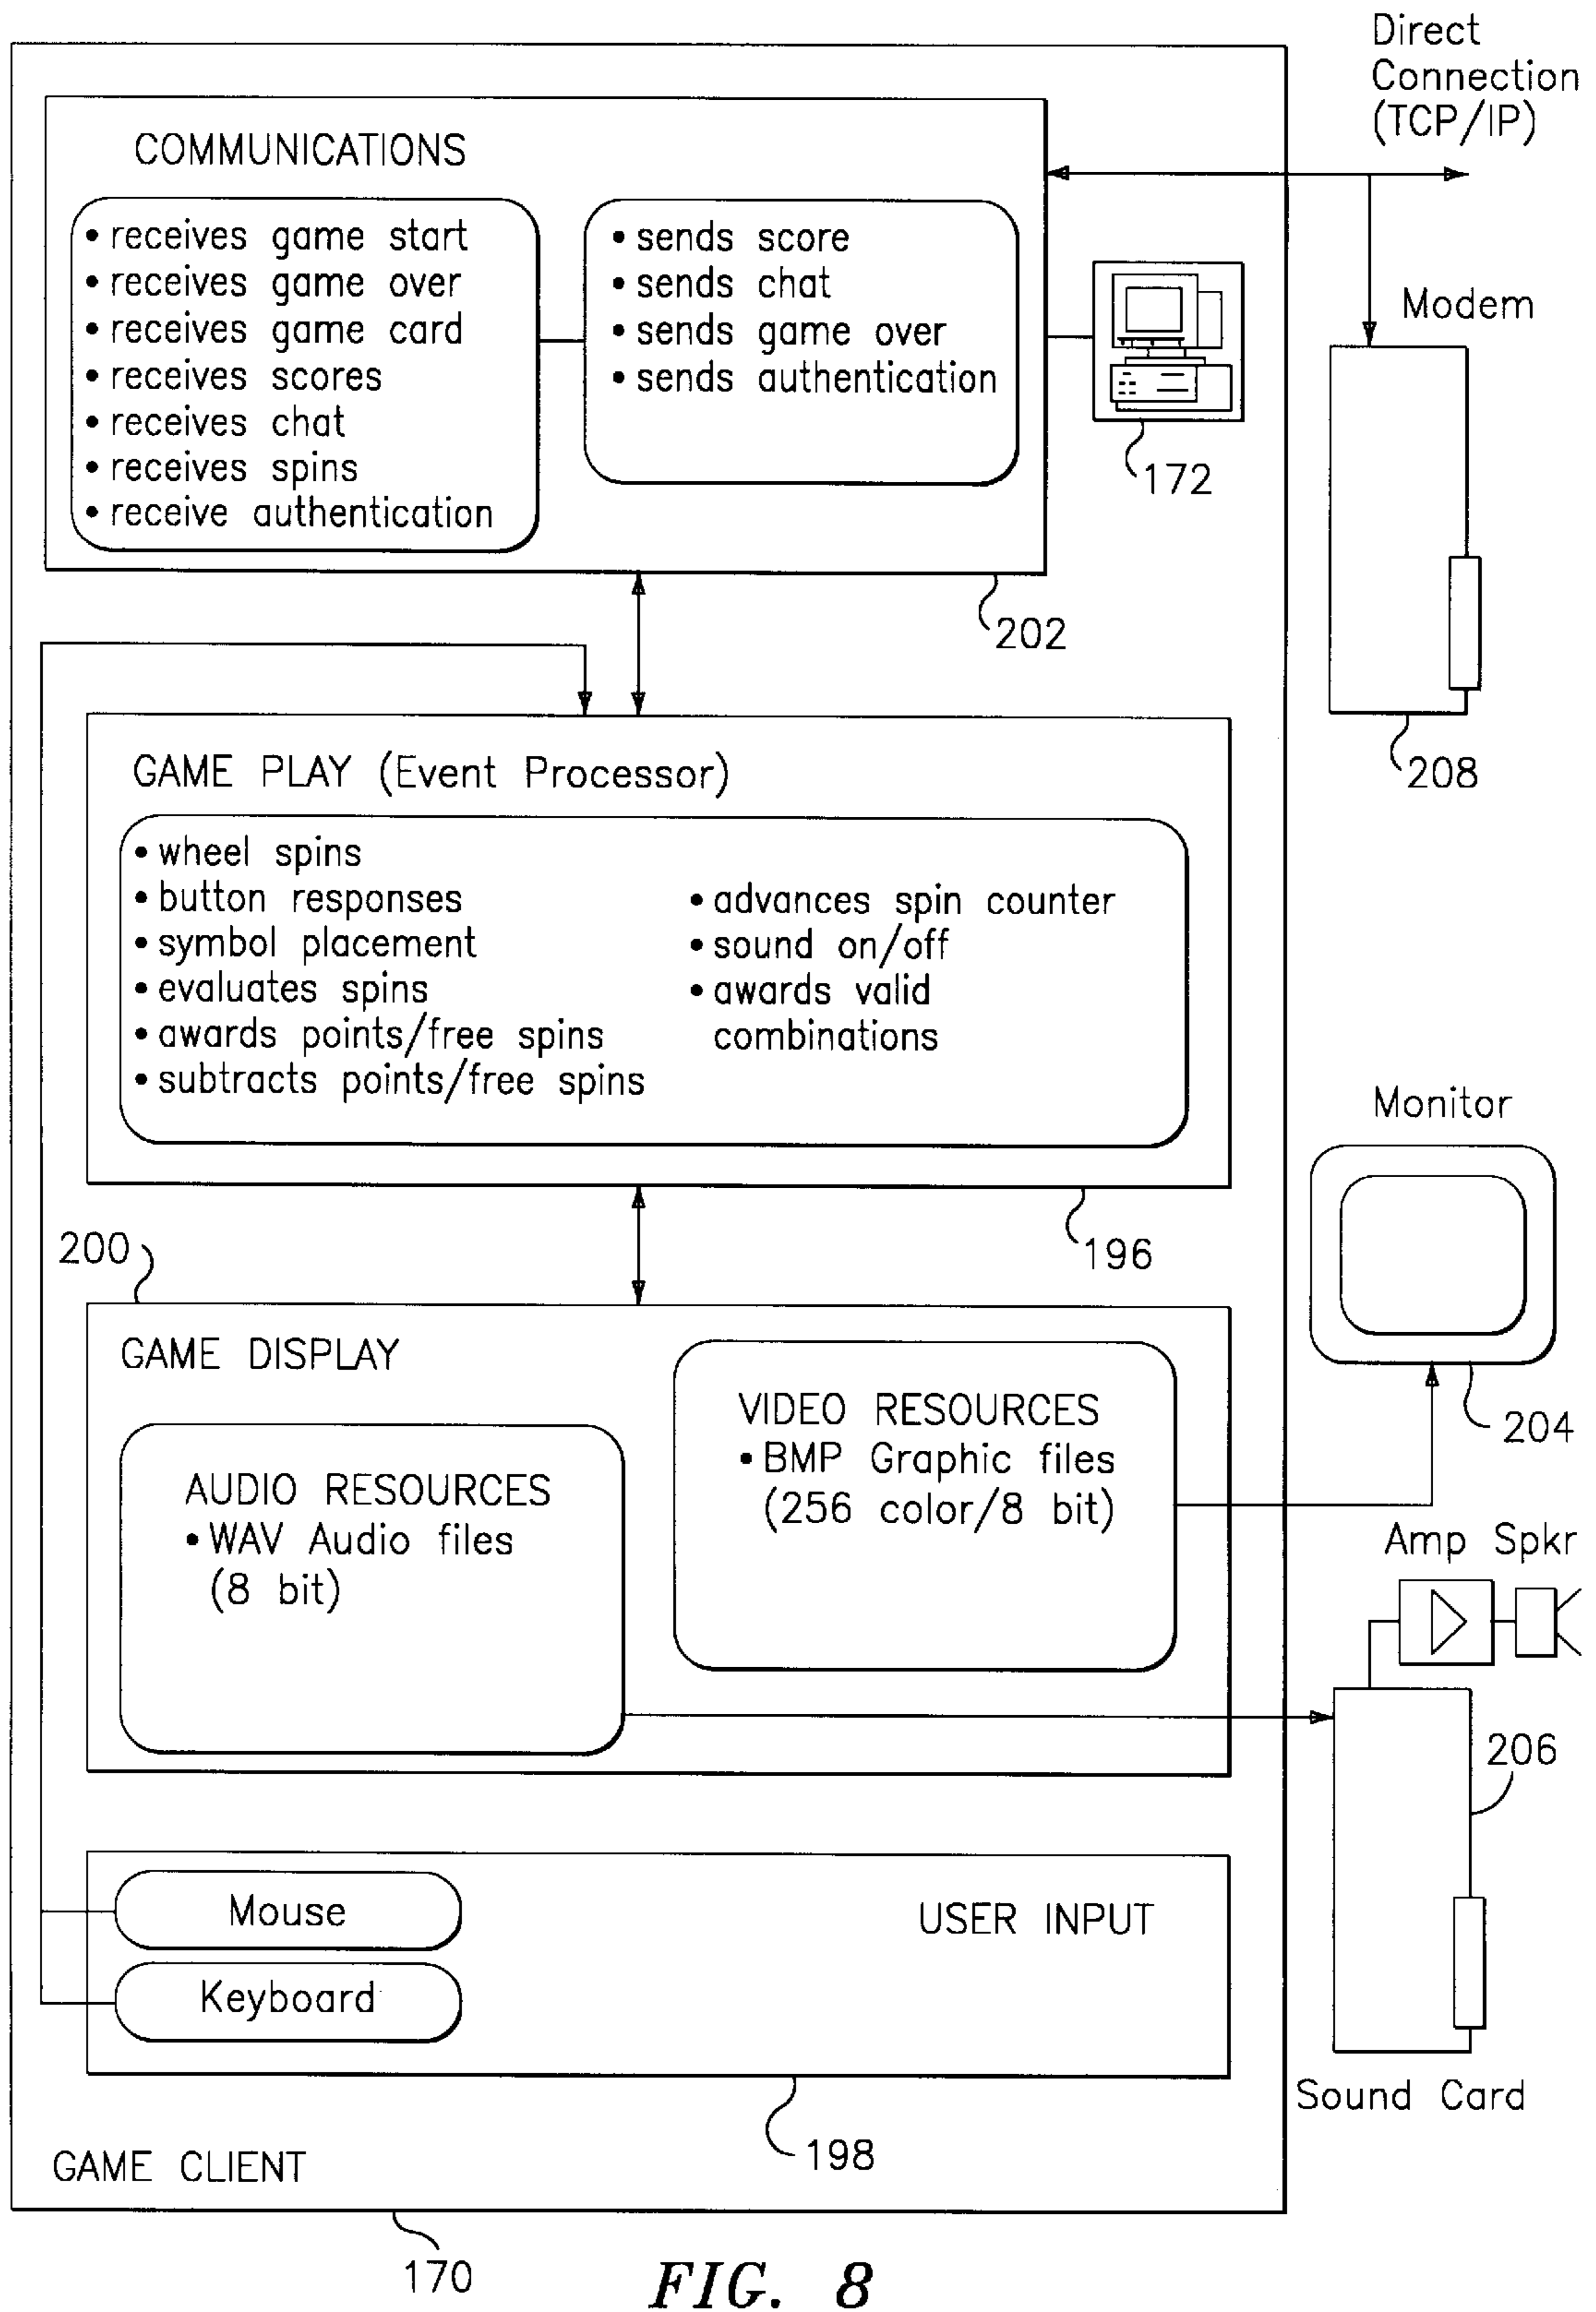 Direct
Connection
(TCP/IP)
COMMUNICATIONS
• receives game start
• receives game over
• receives game card
• receives scores
• receives chat
• receives spins
• receive authentication
• sends score
• sends chat
• sends game over
• sends authentication
172
Modem
202
208
GAME PLAY (Event Processor)
• wheel spins
• button responses
• symbol placement
• evaluates spins
• awards points/free spins
• subtracts points/free spins
• advances spin counter
• sound on/off
• awards valid
combinations
Monitor
196
200
204
GAME DISPLAY
AUDIO RESOURCES
• WAV Audio files
(8 bit)
VIDEO RESOURCES
• BMP Graphic files
(256 color/8 bit)
Amp Spkr
206
Mouse
Keyboard
USER INPUT
Sound Card
198
GAME CLIENT
170
FIG. 8